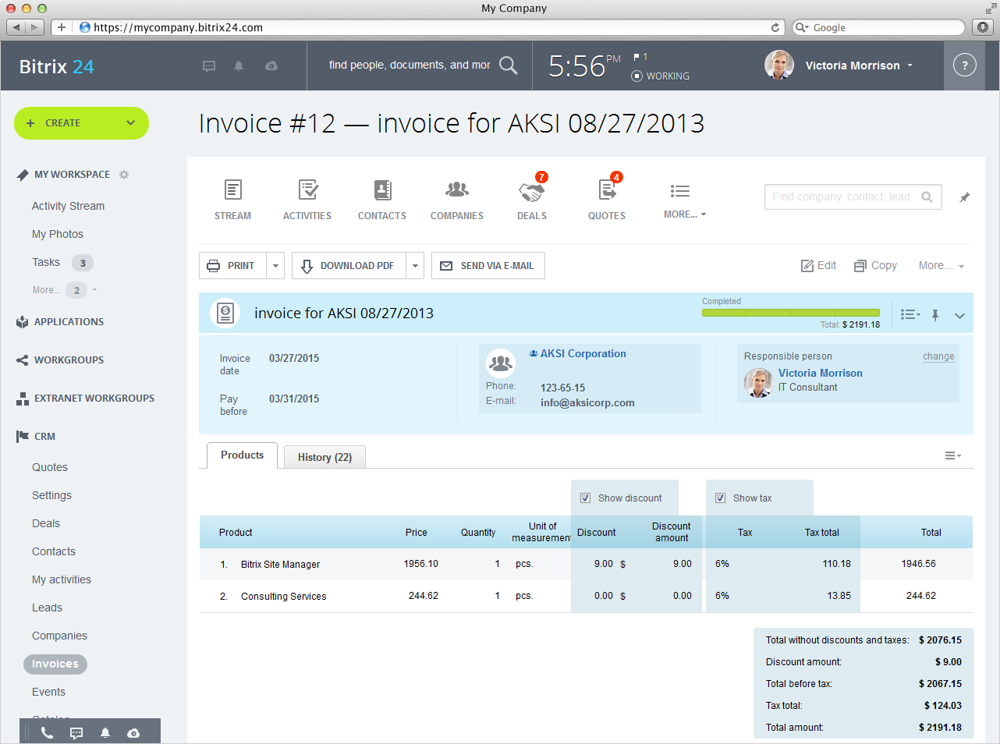 My Company
https://mycompany.bitrix24.com
Google
Bitrix 24
find people, documents, and mor
5:56 PM
1
WORKING
Victoria Morrison
?
+ CREATE
Invoice #12 — invoice for AKSI 08/27/2013
MY WORKSPACE
Activity Stream
My Photos
Tasks 3
More... 2
APPLICATIONS
WORKGROUPS
EXTRANET WORKGROUPS
CRM
Quotes
Settings
Deals
Contacts
My activities
Leads
Companies
Invoices
Events
STREAM
ACTIVITIES
CONTACTS
COMPANIES
7
DEALS
4
QUOTES
MORE...
Find company, contact, lead
PRINT
DOWNLOAD PDF
SEND VIA E-MAIL
Edit
Copy
More...
invoice for AKSI 08/27/2013
Completed
Total: $ 2191.18
Invoice date 03/27/2015
Pay before 03/31/2015
AKSI Corporation
Phone: 123-65-15
E-mail: info@aksicorp.com
Responsible person change
Victoria Morrison
IT Consultant
Products
History (22)
Show discount
Show tax
Product Price Quantity Unit of measurement Discount Discount amount Tax Tax total Total
1. Bitrix Site Manager 1956.10 1 pcs. 9.00 $ 9.00 6% 110.18 1946.56
2. Consulting Services 244.62 1 pcs. 0.00 $ 0.00 6% 13.85 244.62
Total without discounts and taxes: $ 2076.15
Discount amount: $ 9.00
Total before tax: $ 2067.15
Tax total: $ 124.03
Total amount: $ 2191.18